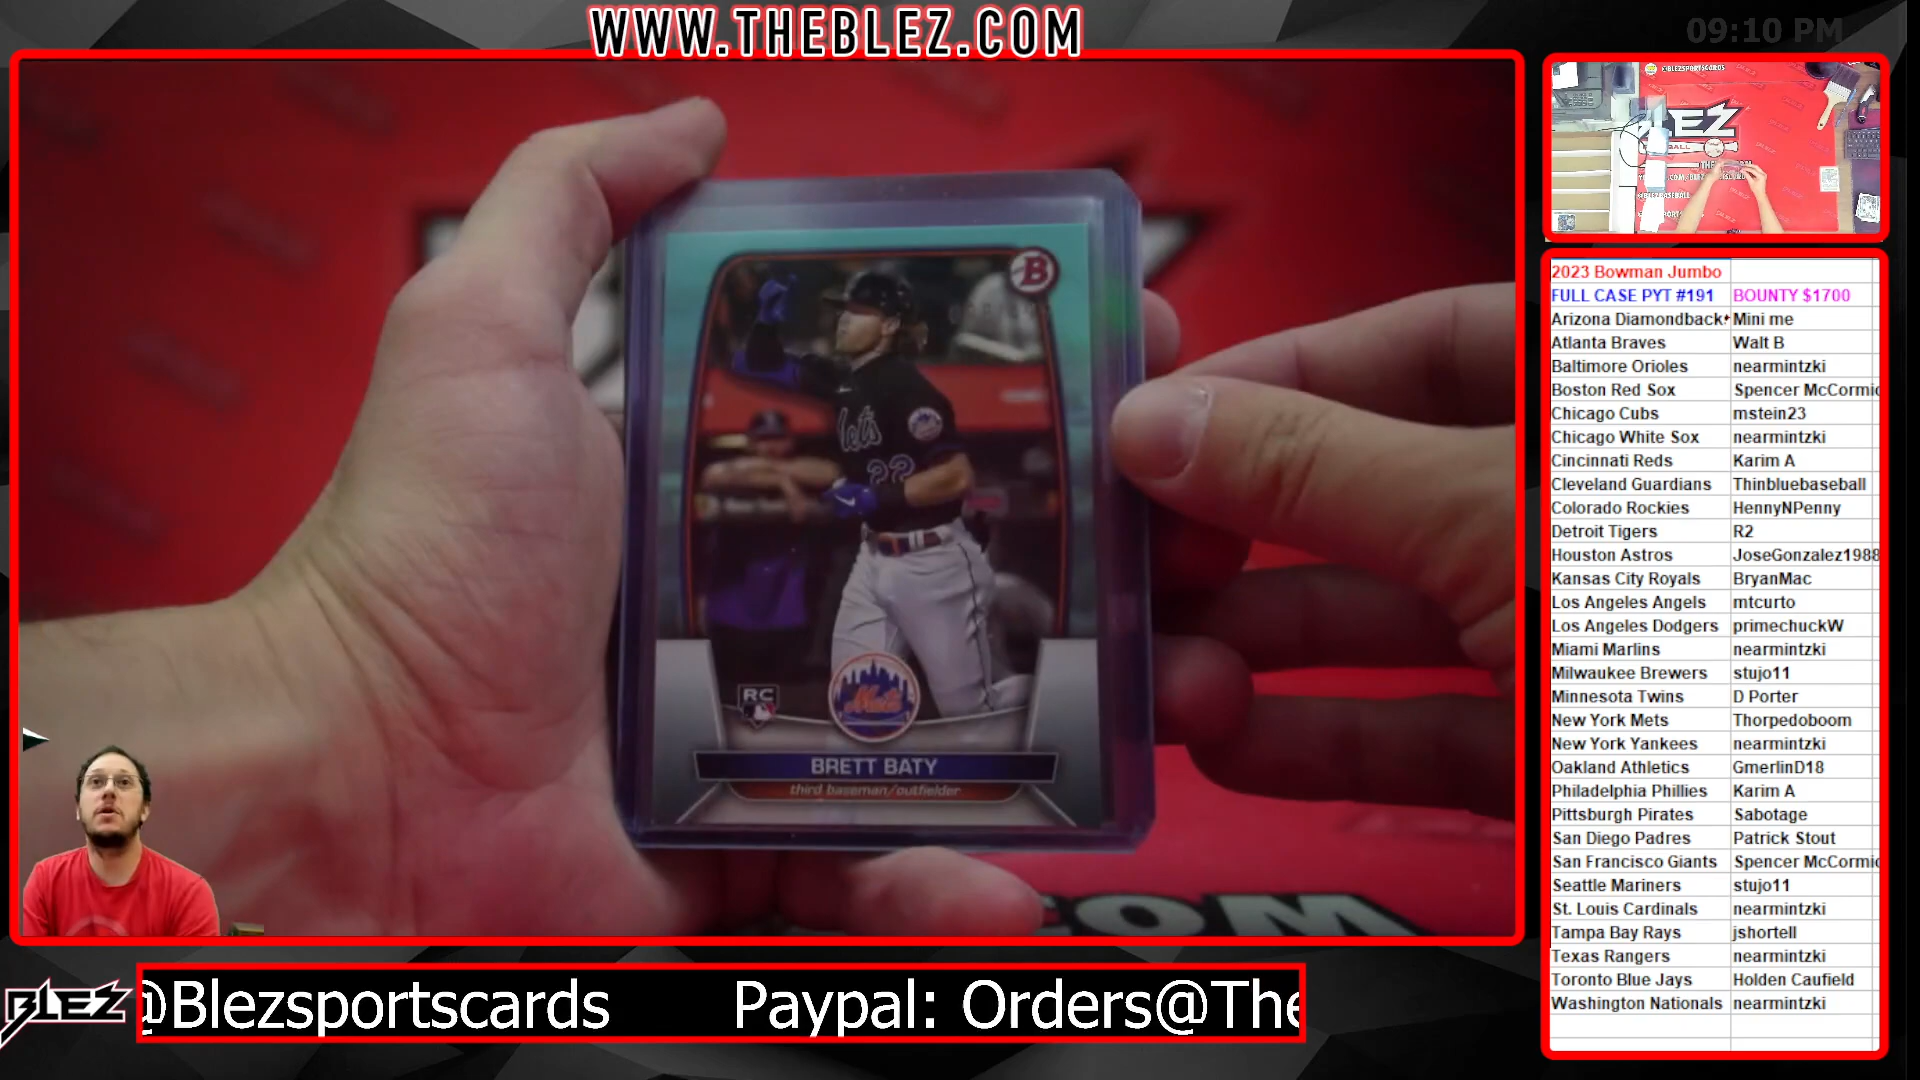 WWW.THEBLEZ.COM
09:10 PM
@BLEZSPORTSCARDS
B
Mets
22
RC
Mets
BRETT BATY
third baseman/outfielder
COM
2023 Bowman Jumbo
FULL CASE PYT #191 BOUNTY $1700
Arizona Diamondback Mini me
Atlanta Braves Walt B
Baltimore Orioles nearmintzki
Boston Red Sox Spencer McCormic
Chicago Cubs mstein23
Chicago White Sox nearmintzki
Cincinnati Reds Karim A
Cleveland Guardians Thinbluebaseball
Colorado Rockies HennyNPenny
Detroit Tigers R2
Houston Astros JoseGonzalez1988
Kansas City Royals BryanMac
Los Angeles Angels mtcurto
Los Angeles Dodgers primechuckW
Miami Marlins nearmintzki
Milwaukee Brewers stujo11
Minnesota Twins D Porter
New York Mets Thorpedoboom
New York Yankees nearmintzki
Oakland Athletics GmerlinD18
Philadelphia Phillies Karim A
Pittsburgh Pirates Sabotage
San Diego Padres Patrick Stout
San Francisco Giants Spencer McCormic
Seattle Mariners stujo11
St. Louis Cardinals nearmintzki
Tampa Bay Rays jshortell
Texas Rangers nearmintzki
Toronto Blue Jays Holden Caufield
Washington Nationals nearmintzki
BLEZ
@Blezsportscards Paypal: Orders@The